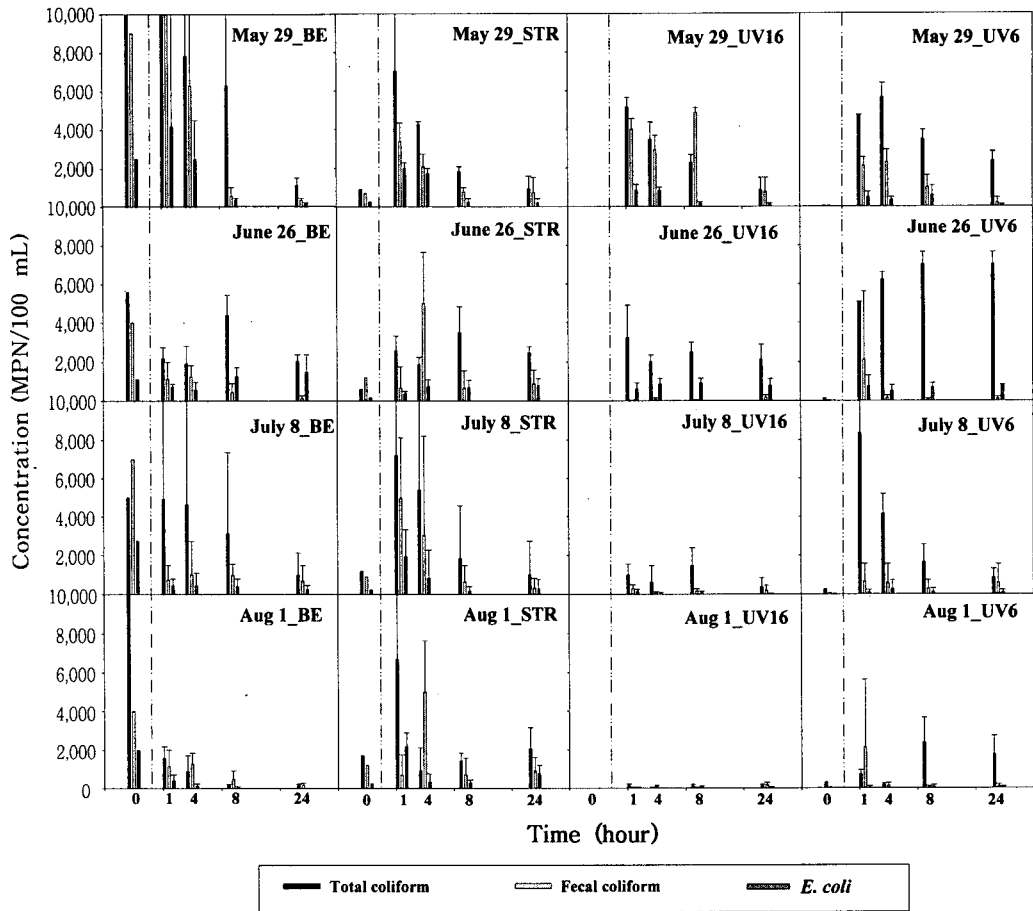 10,000
8,000
6,000
4,000
2,000
10,000
8,000
6,000
4,000
2,000
10,000
8,000
6,000
4,000
2,000
10,000
8,000
6,000
4,000
2,000
0
Concentration (MPN/100 mL)
May 29_BE
May 29_STR
May 29_UV16
May 29_UV6
June 26_BE
June 26_STR
June 26_UV16
June 26_UV6
July 8_BE
July 8_STR
July 8_UV16
July 8_UV6
Aug 1_BE
Aug 1_STR
Aug 1_UV16
Aug 1_UV6
0 1 4 8 24 0 1 4 8 24 0 1 4 8 24 0 1 4 8 24
Time (hour)
Total coliform Fecal coliform E. coli